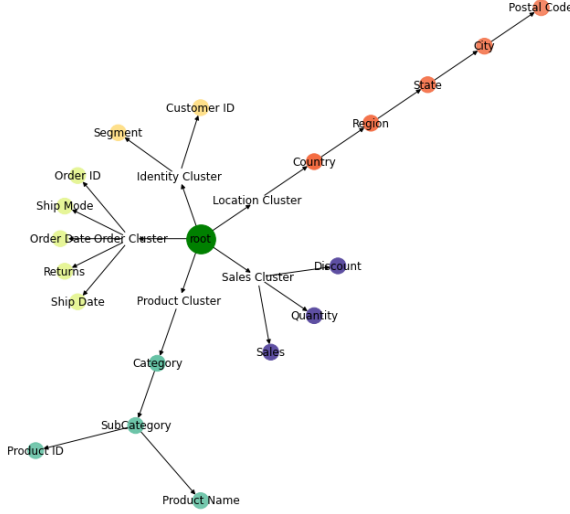 Postal Code
City
State
Region
Country
Location Cluster
Customer ID
Segment
Identity Cluster
Order ID
Ship Mode
Order Date
Order Cluster
Returns
Ship Date
root
Sales Cluster
Discount
Quantity
Sales
Product Cluster
Category
SubCategory
Product ID
Product Name